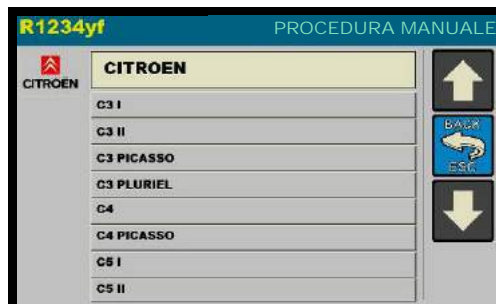 R1234yf PROCEDURA MANUALE
CITROËN
CITROEN
C3 I
C3 II
C3 PICASSO
C3 PLURIEL
C4
C4 PICASSO
C5 I
C5 II
BACK
ESC